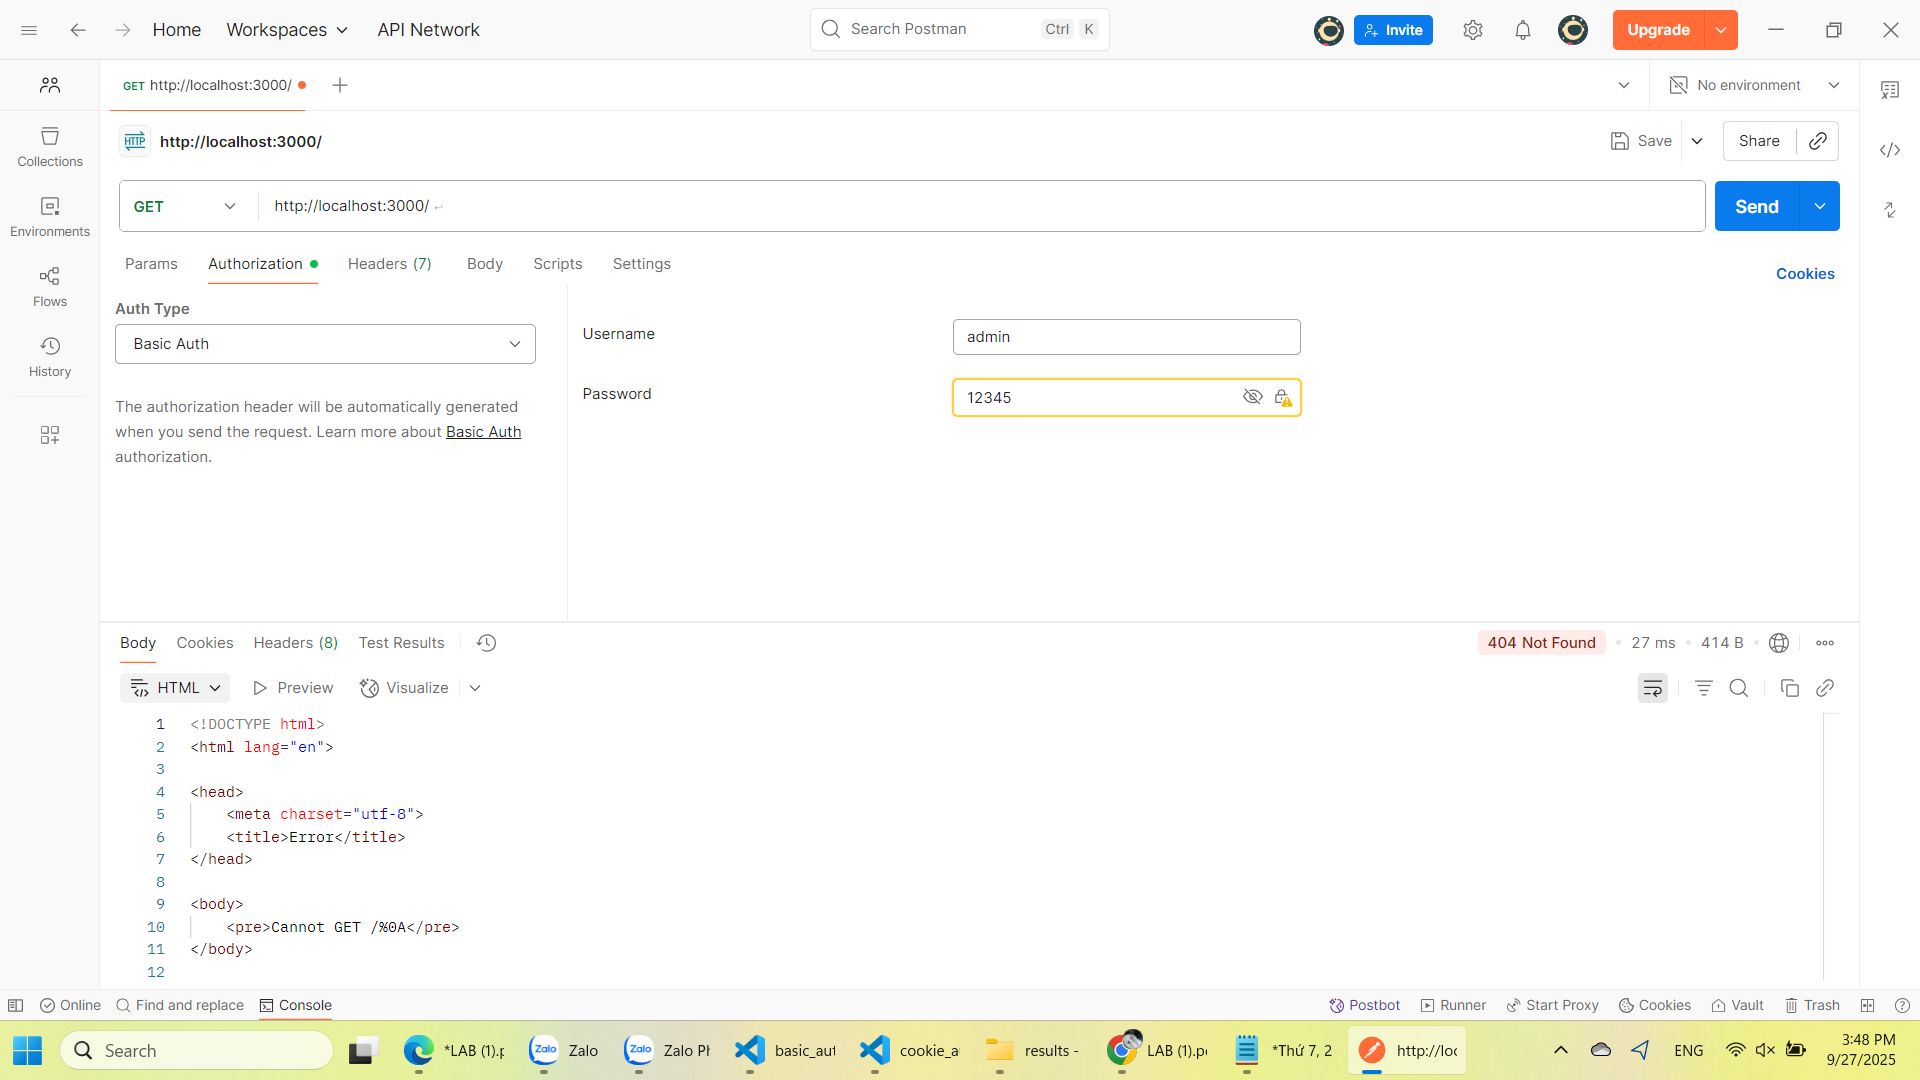 Home
Workspaces
API Network
Search Postman
Ctrl
K
Invite
Upgrade
GET http://localhost:3000/
No environment
HTTP http://localhost:3000/
Save
Share
GET
http://localhost:3000/ ↵
Send
Collections
Environments
Flows
History
Params
Authorization
Headers (7)
Body
Scripts
Settings
Cookies
Auth Type
Basic Auth
The authorization header will be automatically generated
when you send the request. Learn more about Basic Auth
authorization.
Username
admin
Password
12345
Body
Cookies
Headers (8)
Test Results
404 Not Found
27 ms
414 B
HTML
Preview
Visualize
1 <!DOCTYPE html>
2 <html lang="en">
3
4 <head>
5 <meta charset="utf-8">
6 <title>Error</title>
7 </head>
8
9 <body>
10 <pre>Cannot GET /%0A</pre>
11 </body>
12
Online
Find and replace
Console
Postbot
Runner
Start Proxy
Cookies
Vault
Trash
Search
*LAB (1).p
Zalo
Zalo
Zalo
Zalo Ph
basic_aut
cookie_a
results -
LAB (1).p
*Thứ 7, 2
http://loc
ENG
3:48 PM
9/27/2025